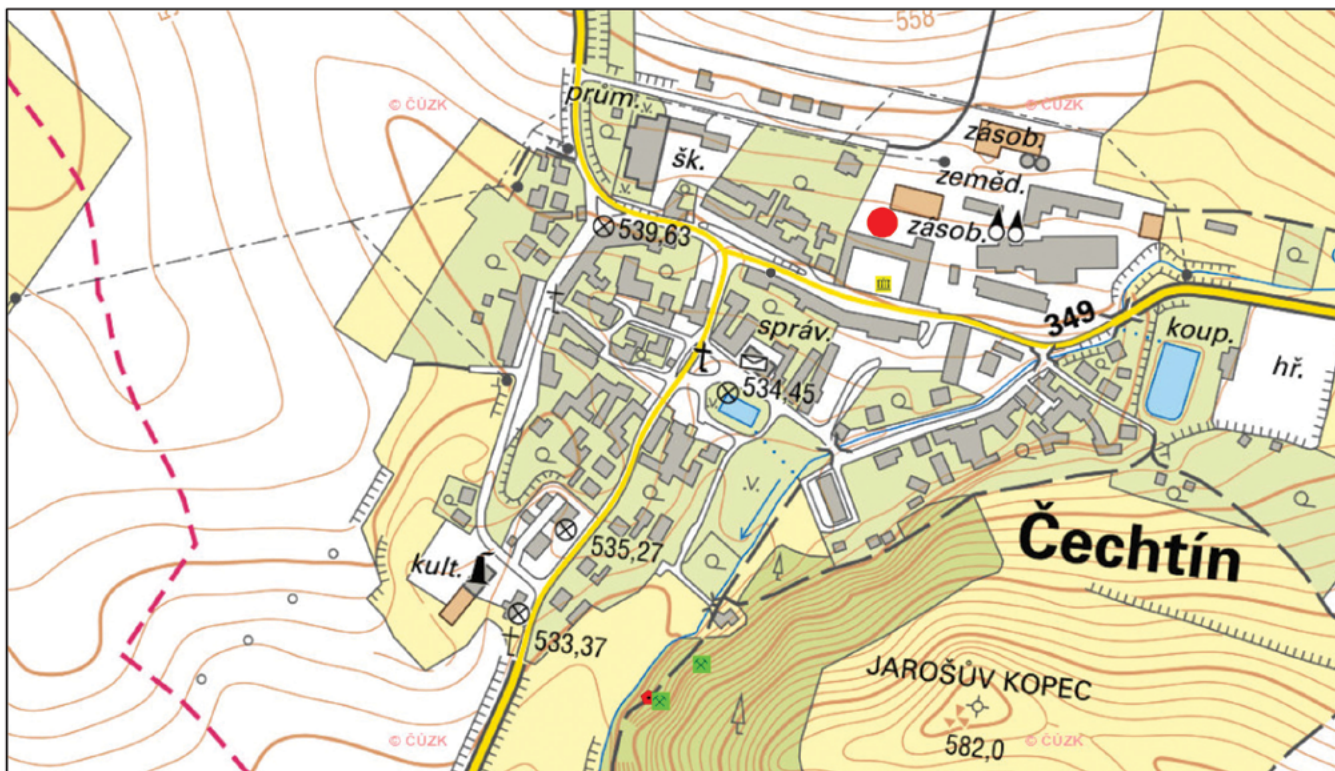 558
© ČÚZK
© ČÚZK
prům.
v.
zásob.
šk.
zeměd.
v.
539,63
zásob.
349
koup.
správ.
hř.
534,45
v.
.v.
Čechtín
535,27
kult.
533,37
JAROŠŮV KOPEC
582,0
© ČÚZK
© ČÚZK